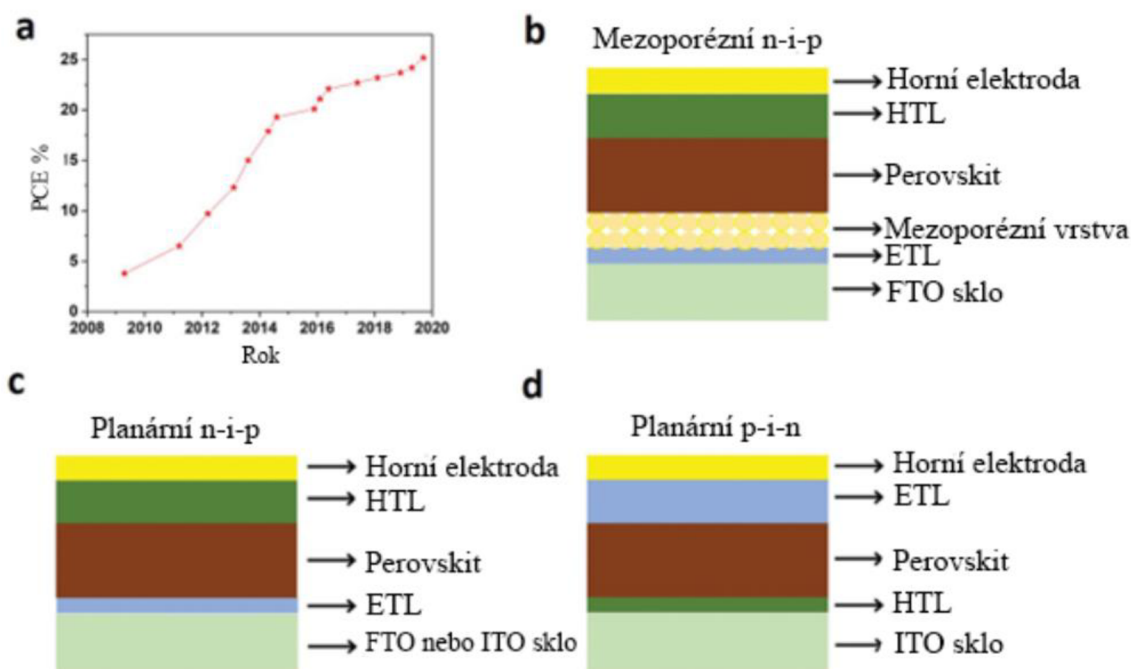 a
25
20
15
10
5
0
PCE %
2008 2010 2012 2014 2016 2018 2020
Rok
b
Mezoporézní n-i-p
Horní elektroda
HTL
Perovskit
Mezoporézní vrstva
ETL
FTO sklo
c
Planární n-i-p
Horní elektroda
HTL
Perovskit
ETL
FTO nebo ITO sklo
d
Planární p-i-n
Horní elektroda
ETL
Perovskit
HTL
ITO sklo